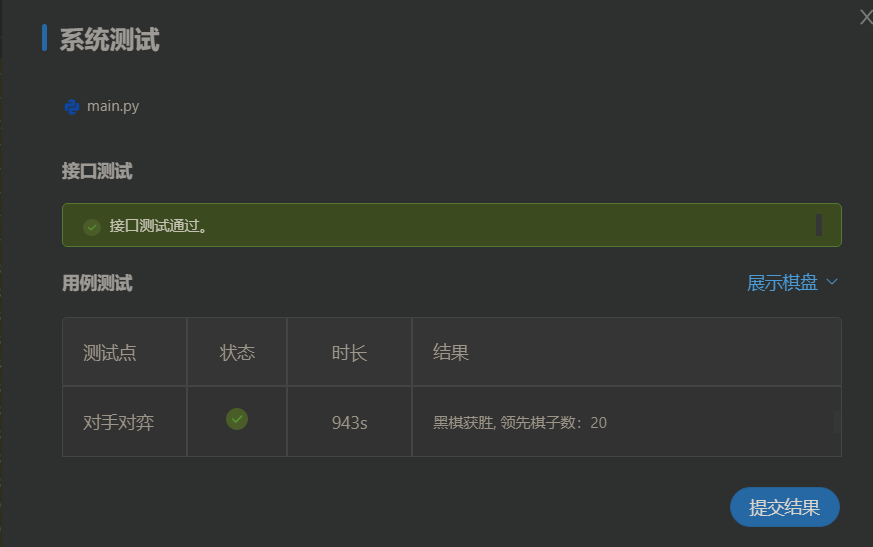 系统测试
main.py
接口测试
接口测试通过。
用例测试
展示棋盘
测试点 状态 时长 结果
对手对弈 943s 黑棋获胜, 领先棋子数：20
提交结果